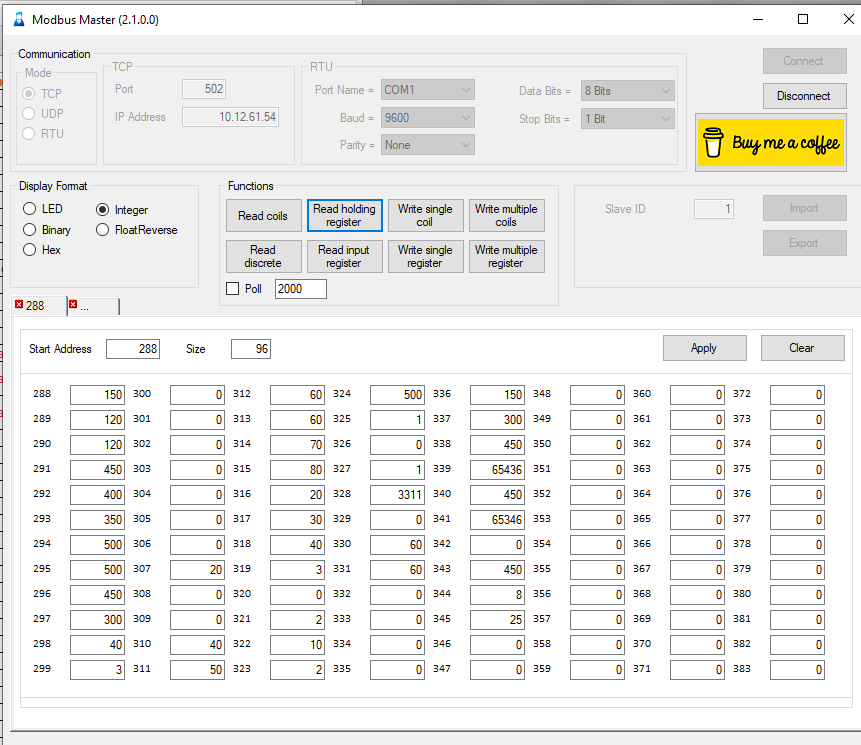 Modbus Master (2.1.0.0)
Communication
Mode
TCP
UDP
RTU
TCP
Port 502
IP Address 10.12.61.54
RTU
Port Name = COM1 Data Bits = 8 Bits
Baud = 9600 Stop Bits = 1 Bit
Parity = None
Connect
Disconnect
Buy me a coffee
Display Format
LED Integer
Binary FloatReverse
Hex
Functions
Read coils
Read holding
register
Write single
coil
Write multiple
coils
Read
discrete
Read input
register
Write single
register
Write multiple
register
Poll 2000
Slave ID 1
Import
Export
288 ...
Start Address 288 Size 96 Apply Clear
288 150 300 0 312 60 324 500 336 150 348 0 360 0 372 0
289 120 301 0 313 60 325 1 337 300 349 0 361 0 373 0
290 120 302 0 314 70 326 0 338 450 350 0 362 0 374 0
291 450 303 0 315 80 327 1 339 65436 351 0 363 0 375 0
292 400 304 0 316 20 328 3311 340 450 352 0 364 0 376 0
293 350 305 0 317 30 329 0 341 65346 353 0 365 0 377 0
294 500 306 0 318 40 330 60 342 0 354 0 366 0 378 0
295 500 307 20 319 3 331 60 343 450 355 0 367 0 379 0
296 450 308 0 320 0 332 0 344 8 356 0 368 0 380 0
297 300 309 0 321 2 333 0 345 25 357 0 369 0 381 0
298 40 310 40 322 10 334 0 346 0 358 0 370 0 382 0
299 3 311 50 323 2 335 0 347 0 359 0 371 0 383 0